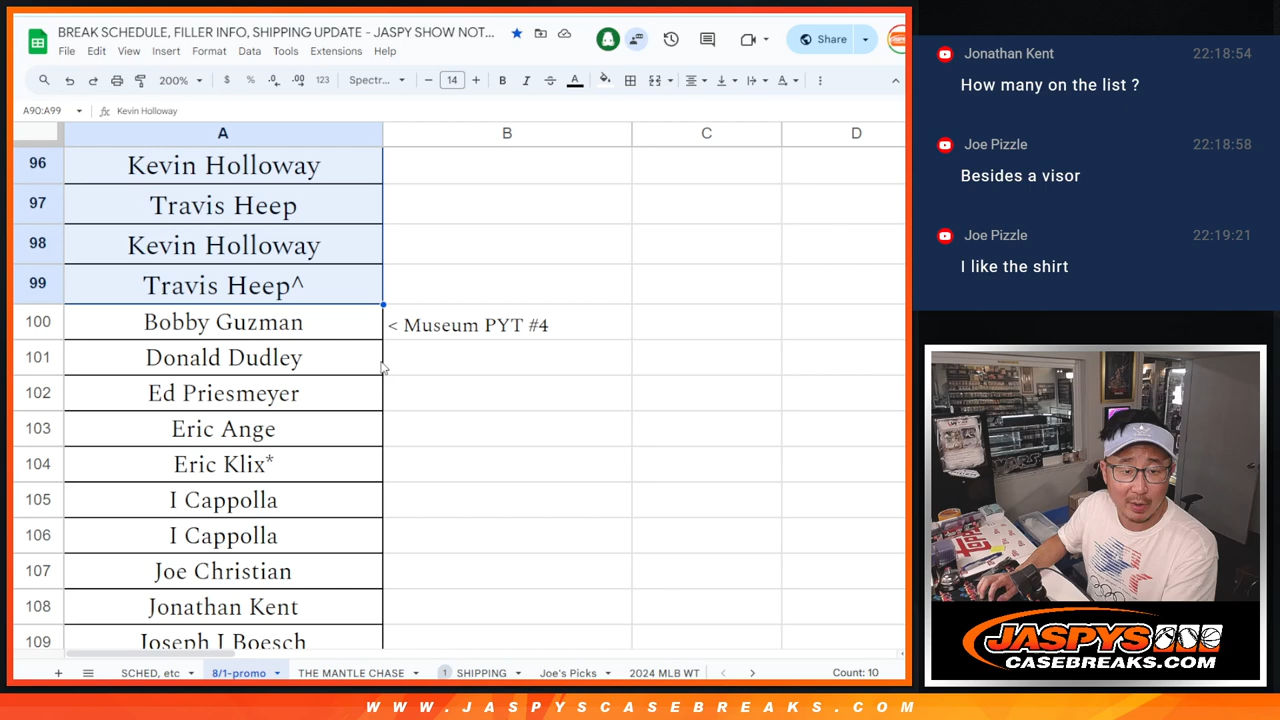 BREAK SCHEDULE, FILLER INFO, SHIPPING UPDATE - JASPY SHOW NOT...
Share
File Edit View Insert Format Data Tools Extensions Help
200% $ % .0 .00 123 Spectr... 14 B I A
A90:A99 fx Kevin Holloway
A B C D
96 Kevin Holloway
97 Travis Heep
98 Kevin Holloway
99 Travis Heep^
100 Bobby Guzman < Museum PYT #4
101 Donald Dudley
102 Ed Priesmeyer
103 Eric Ange
104 Eric Klix*
105 I Cappolla
106 I Cappolla
107 Joe Christian
108 Jonathan Kent
109 Joseph J Boesch
SCHED, etc 8/1-promo THE MANTLE CHASE 1 SHIPPING Joe's Picks 2024 MLB WT Count: 10
Jonathan Kent 22:18:54
How many on the list ?
Joe Pizzle 22:18:58
Besides a visor
Joe Pizzle 22:19:21
I like the shirt
topps
JASPYS
CASEBREAKS.COM
WWW.JASPYSCASEBREAKS.COM